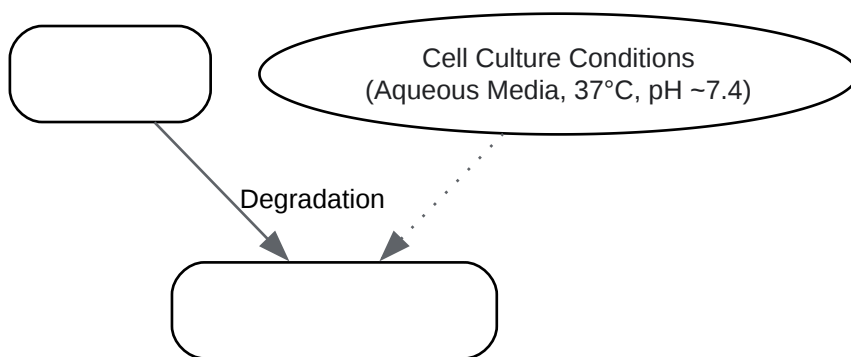 Cell Culture Conditions
(Aqueous Media, 37°C, pH ~7.4)
Degradation